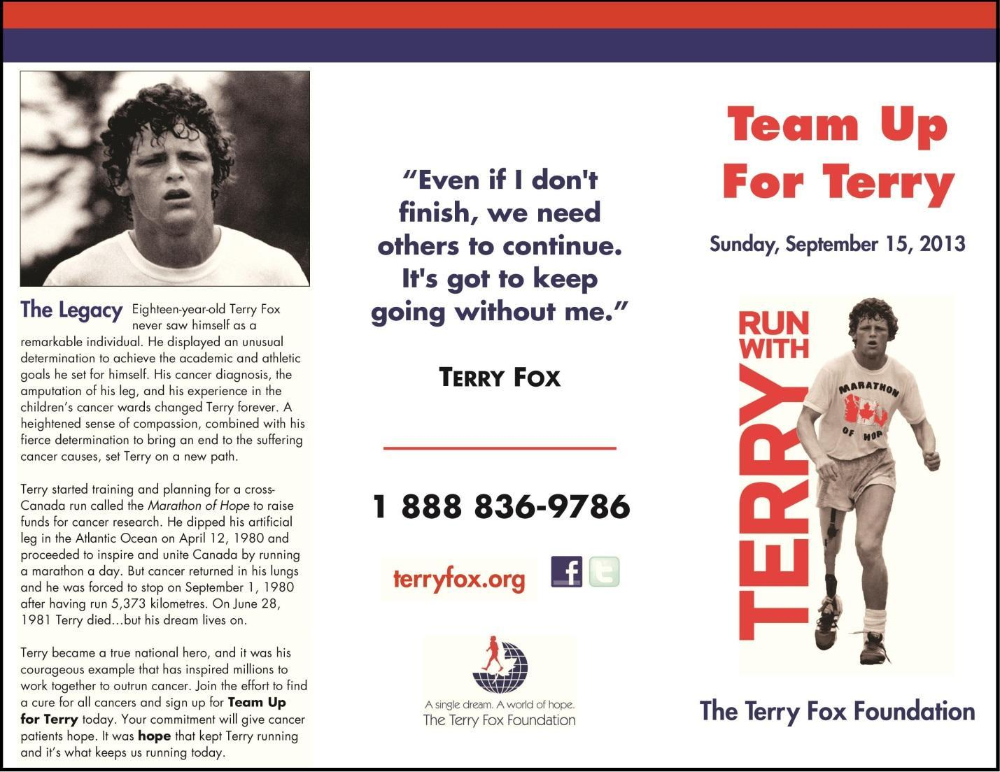 The Legacy Eighteen-year-old Terry Fox
never saw himself as a
remarkable individual. He displayed an unusual
determination to achieve the academic and athletic
goals he set for himself. His cancer diagnosis, the
amputation of his leg, and his experience in the
children's cancer wards changed Terry forever. A
heightened sense of compassion, combined with his
fierce determination to bring an end to the suffering
cancer causes, set Terry on a new path.
Terry started training and planning for a cross-
Canada run called the Marathon of Hope to raise
funds for cancer research. He dipped his artificial
leg in the Atlantic Ocean on April 12, 1980 and
proceeded to inspire and unite Canada by running
a marathon a day. But cancer returned in his lungs
and he was forced to stop on September 1, 1980
after having run 5,373 kilometres. On June 28,
1981 Terry died...but his dream lives on.
Terry became a true national hero, and it was his
courageous example that has inspired millions to
work together to outrun cancer. Join the effort to find
a cure for all cancers and sign up for Team Up
for Terry today. Your commitment will give cancer
patients hope. It was hope that kept Terry running
and it's what keeps us running today.
“Even if I don't
finish, we need
others to continue.
It's got to keep
going without me.”
TERRY FOX
1 888 836-9786
terryfox.org
f t
A single dream. A world of hope.
The Terry Fox Foundation
Team Up
For Terry
Sunday, September 15, 2013
RUN
WITH
TERRY
MARATHON
OF HOP
The Terry Fox Foundation